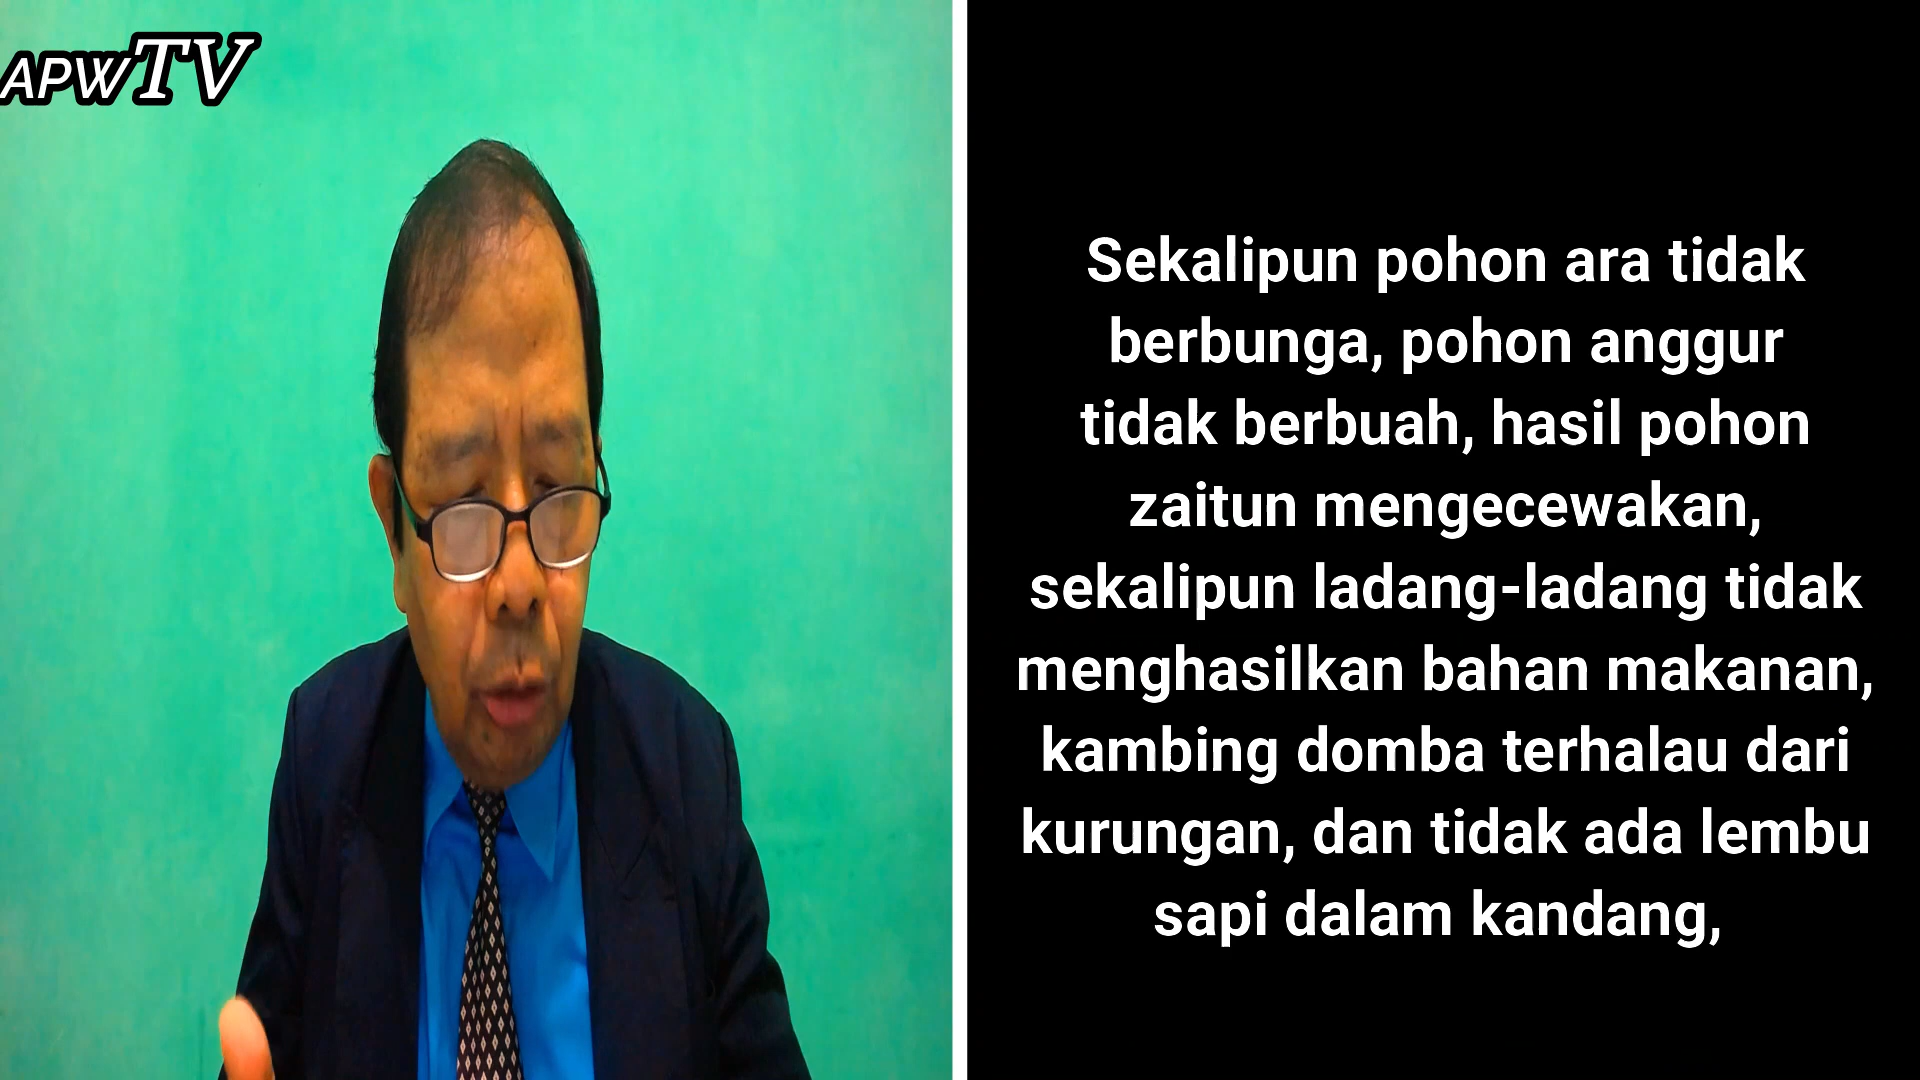 APWTV
Sekalipun pohon ara tidak
berbunga, pohon anggur
tidak berbuah, hasil pohon
zaitun mengecewakan,
sekalipun ladang-ladang tidak
menghasilkan bahan makanan,
kambing domba terhalau dari
kurungan, dan tidak ada lembu
sapi dalam kandang,